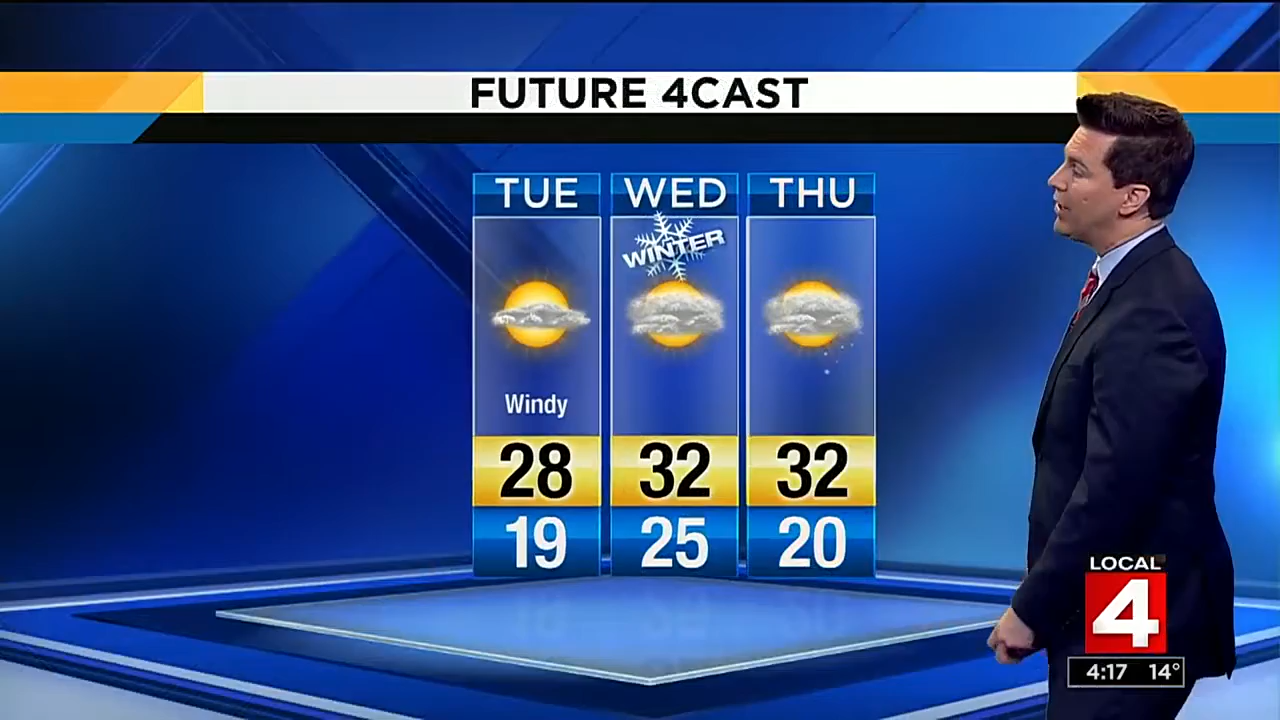 FUTURE 4CAST
TUE WED THU
WINTER
Windy
28 32 32
19 25 20
LOCAL
4
4:17 14°